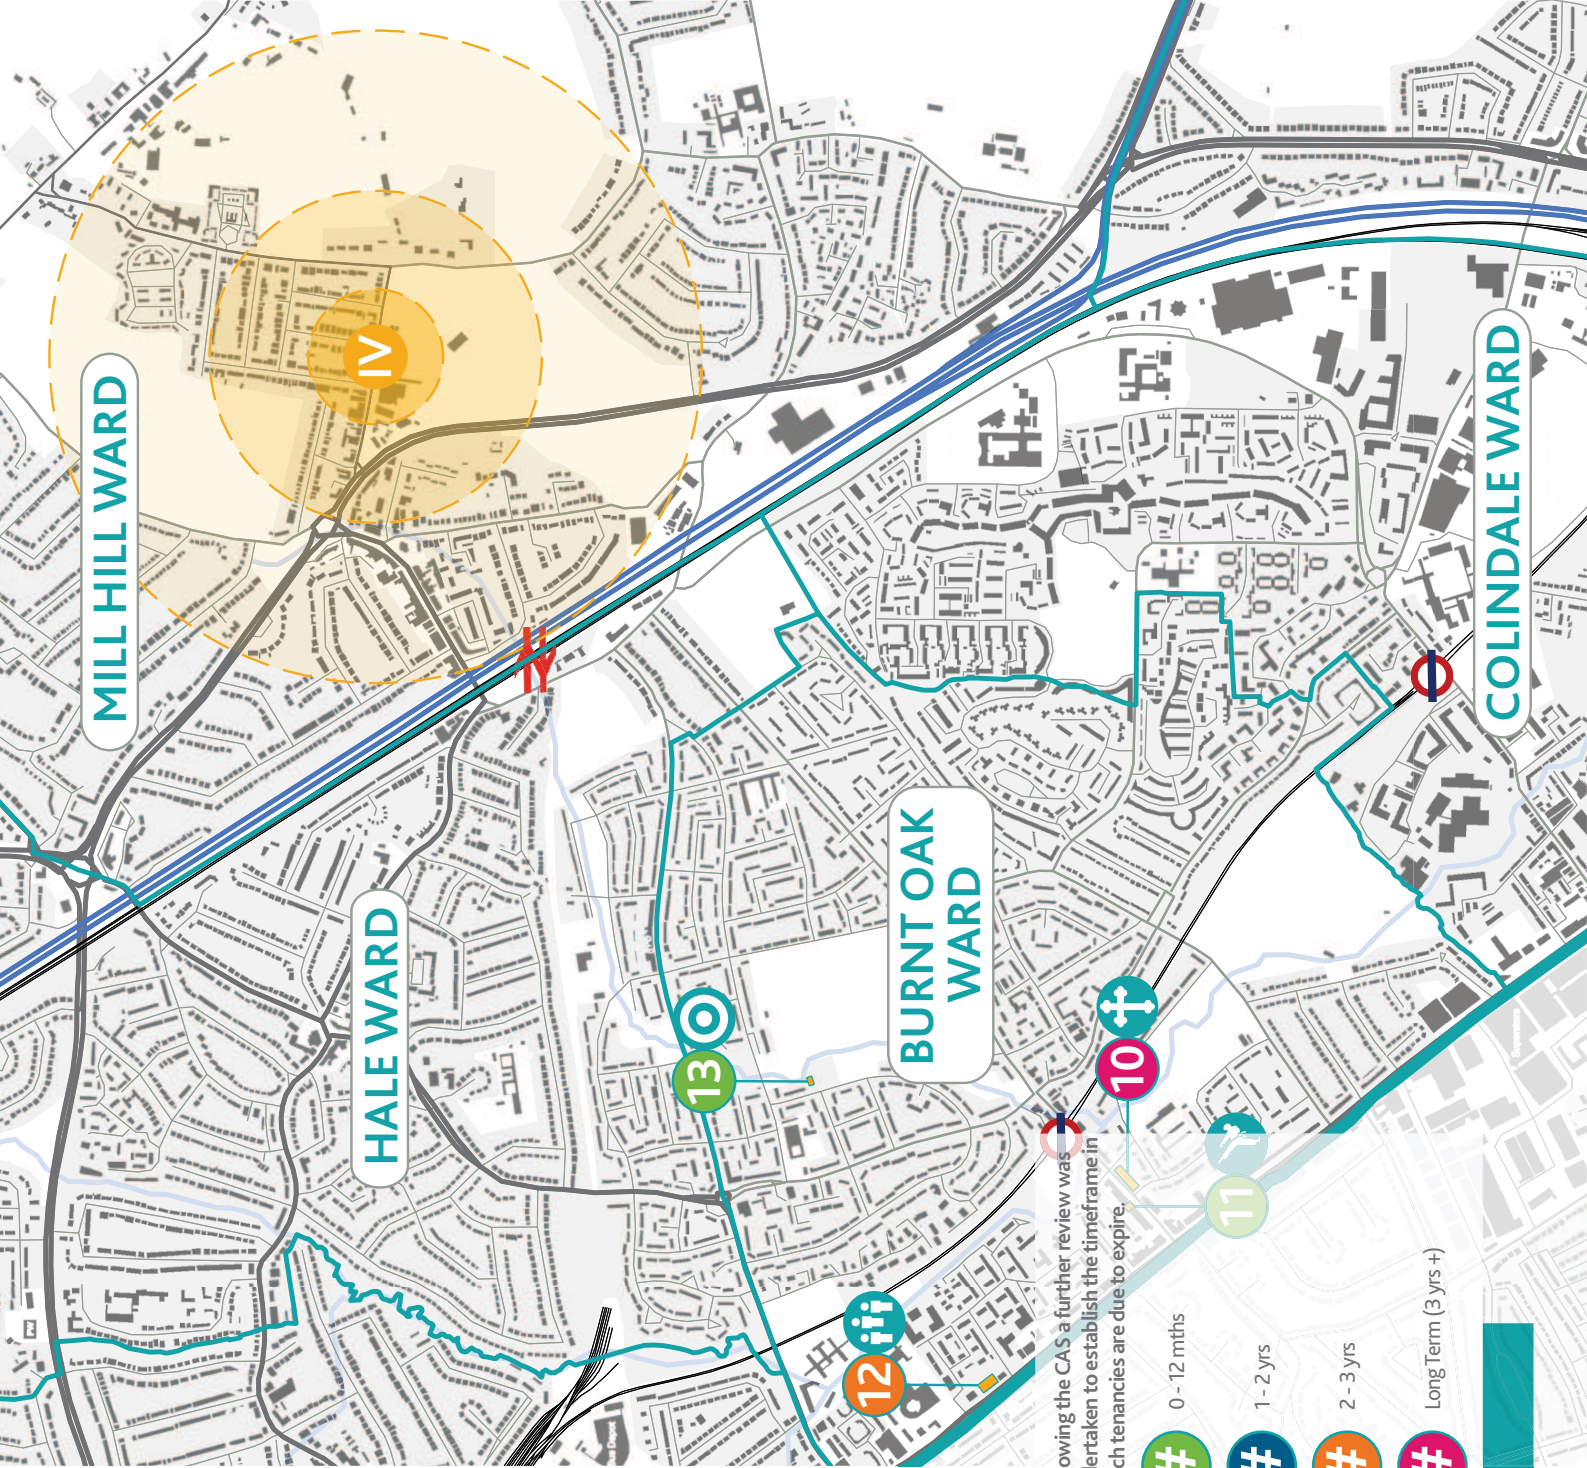 MILL HILL WARD
IV
HALE WARD
BURNT OAK
WARD
COLINDALE WARD
13
10
11
12
owing the CAS a further review was
ertaken to establish the timeframe in
ch tenancies are due to expire.
# 0 - 12 mths
# 1 - 2 yrs
# 2 - 3 yrs
# Long Term (3 yrs +)